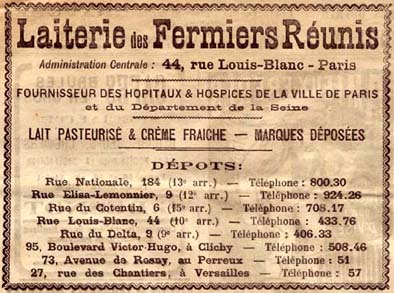 Laiterie des Fermiers Réunis
Administration Centrale : 44, rue Louis-Blanc - Paris
FOURNISSEUR DES HOPITAUX & HOSPICES DE LA VILLE DE PARIS
et du Département de la Seine
LAIT PASTEURISÉ & CRÈME FRAICHE — MARQUES DÉPOSÉES
DÉPOTS:
Rue Nationale, 184 (13e arr.) — Téléphone : 800.30
Rue Elisa-Lemonnier, 9 (12e arr.) — Téléphone : 924.26
Rue du Cotentin, 6 (15e arr.) — Téléphone : 708.17
Rue Louis-Blanc, 44 (10e arr.) — Téléphone : 433.76
Rue du Delta, 9 (9e arr.) — Téléphone : 406.33
95, Boulevard Victor-Hugo, à Clichy — Téléphone : 508.46
73, Avenue de Rosny, au Perreux — Téléphone : 51
27, rue des Chantiers, à Versailles — Téléphone : 57